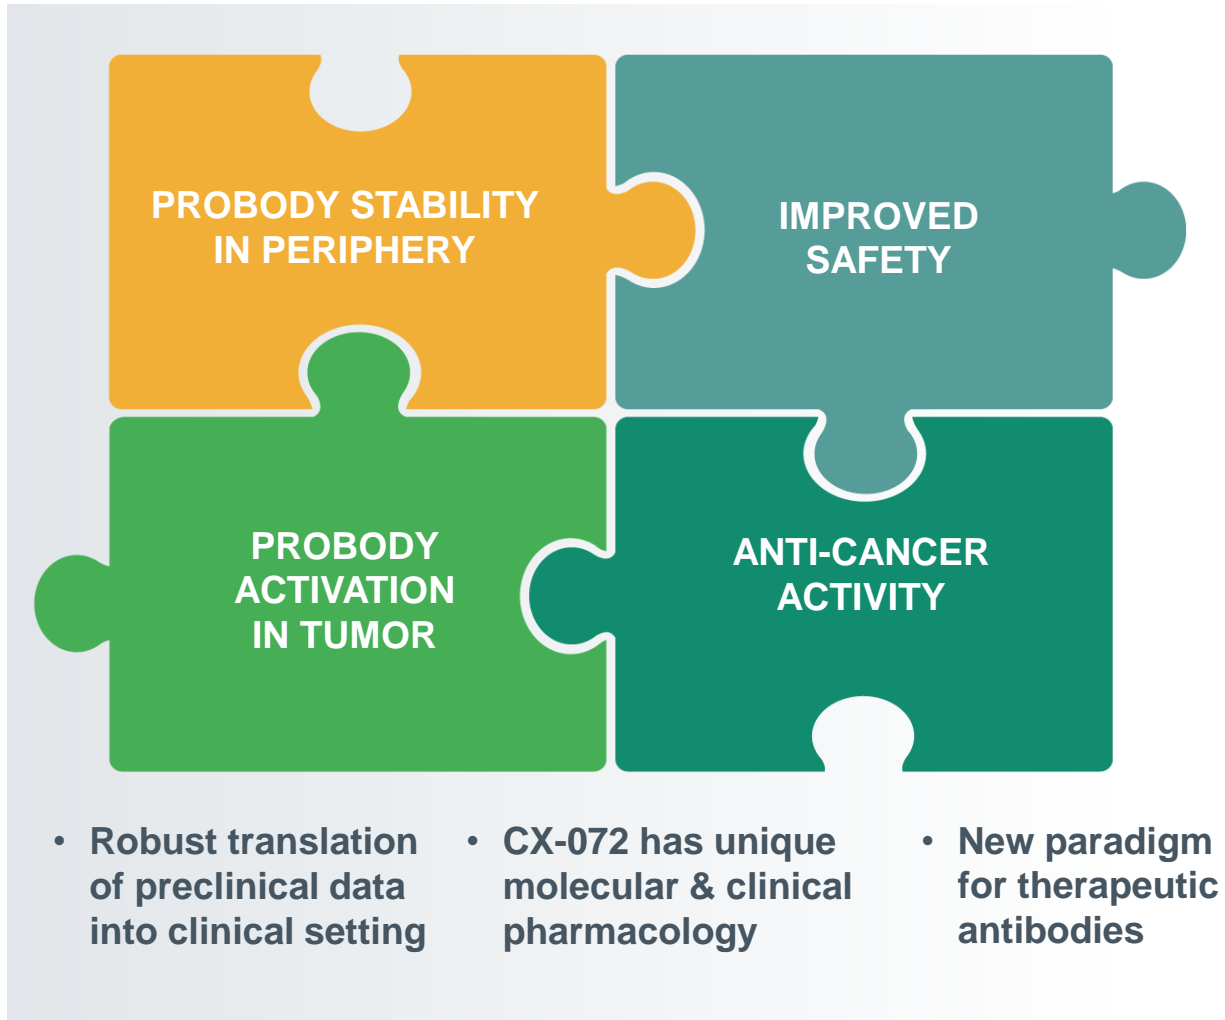 PROBODY STABILITY
IN PERIPHERY
IMPROVED
SAFETY
PROBODY
ACTIVATION
IN TUMOR
ANTI-CANCER
ACTIVITY
• Robust translation
of preclinical data
into clinical setting
• CX-072 has unique
molecular & clinical
pharmacology
• New paradigm
for therapeutic
antibodies